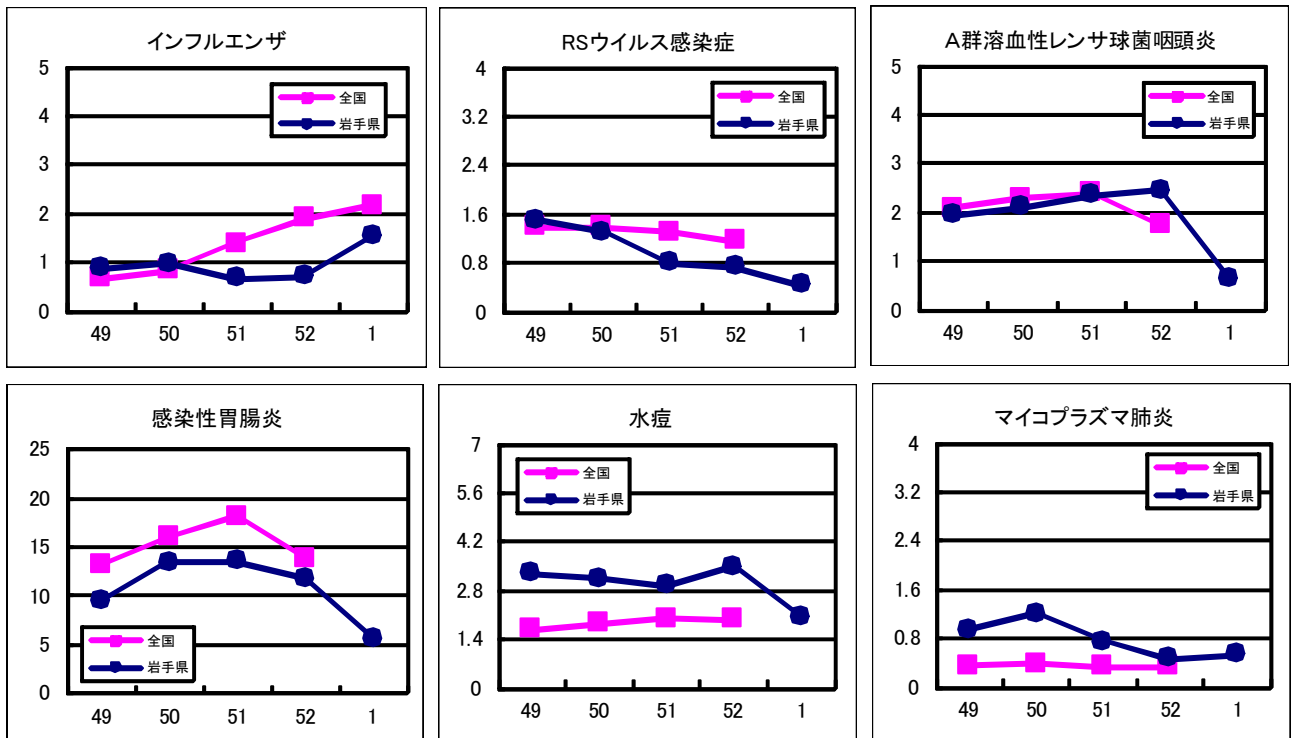 インフルエンザ
5
4
3
2
1
0
全国
岩手県
49 50 51 52 1
RSウイルス感染症
4
3.2
2.4
1.6
0.8
0
全国
岩手県
49 50 51 52 1
A群溶血性レンサ球菌咽頭炎
5
4
3
2
1
0
全国
岩手県
49 50 51 52 1
感染性胃腸炎
25
20
15
10
5
0
全国
岩手県
49 50 51 52 1
水痘
7
5.6
4.2
2.8
1.4
0
全国
岩手県
49 50 51 52 1
マイコプラズマ肺炎
4
3.2
2.4
1.6
0.8
0
全国
岩手県
49 50 51 52 1